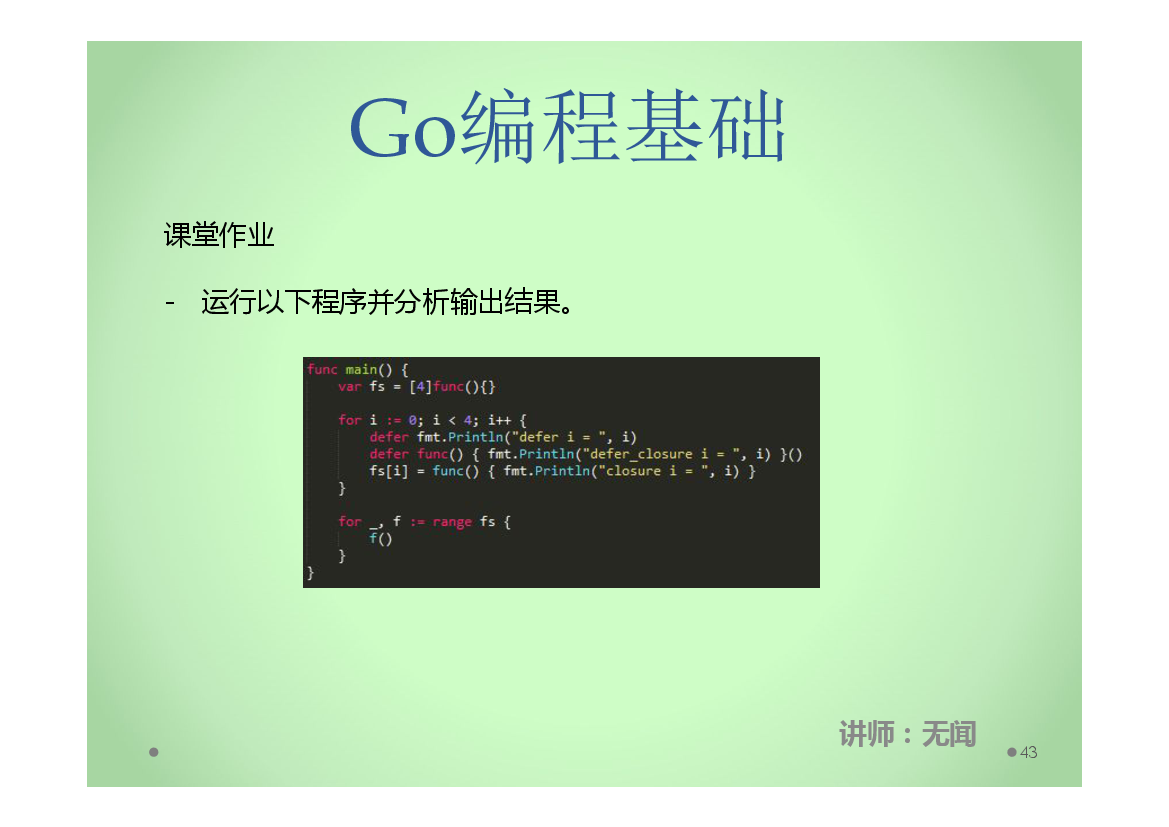 Go编程基础
课堂作业
- 运行以下程序并分析输出结果。
func main() {
    var fs = [4]func(){}

    for i := 0; i < 4; i++ {
        defer fmt.Println("defer i = ", i)
        defer func() { fmt.Println("defer_closure i = ", i) }()
        fs[i] = func() { fmt.Println("closure i = ", i) }
    }

    for _, f := range fs {
        f()
    }
}
讲师：无闻
43